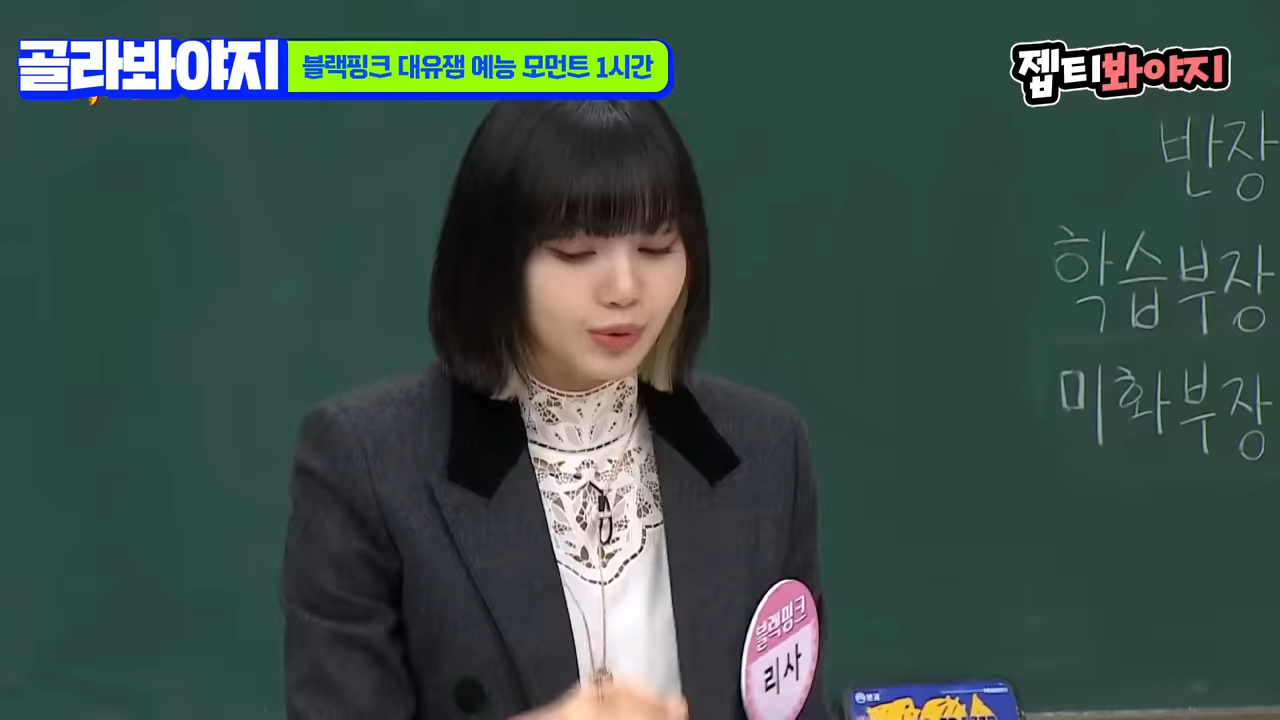 골라봐야지
블랙핑크 대유잼 예능 모먼트 1시간
젭티봐야지
반장
학습부장
미화부장
블랙핑크
리사